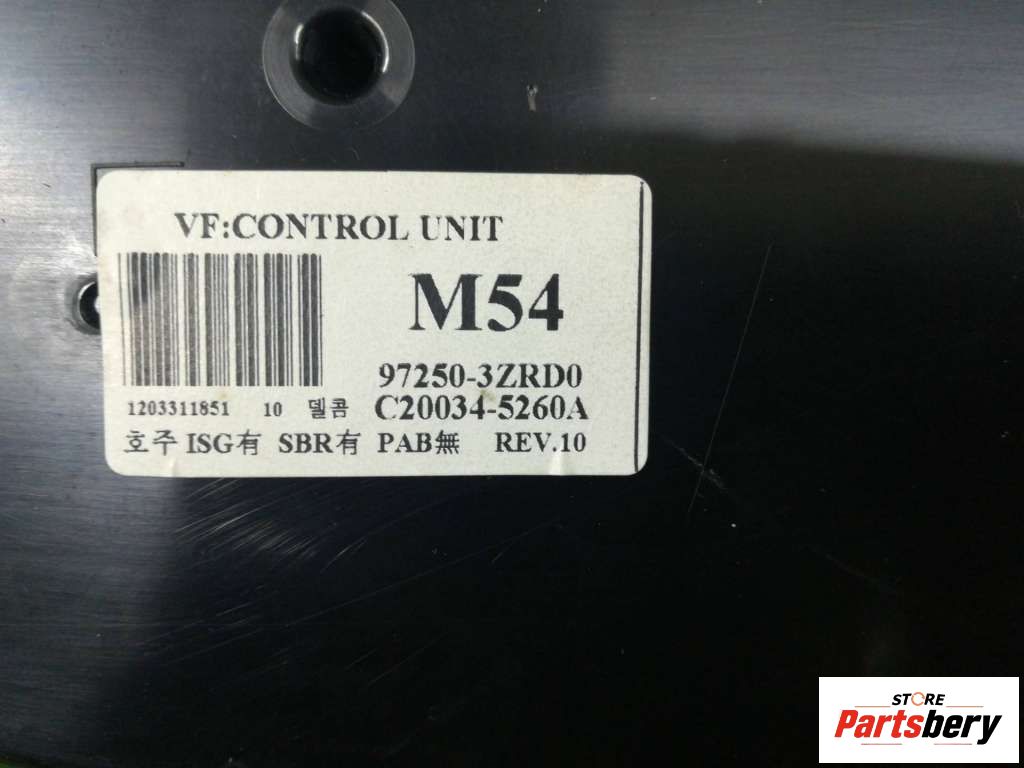 VF:CONTROL UNIT
M54
97250-3ZRD0
1203311851 10 델콤 C20034-5260A
호주 ISG有 SBR有 PAB無 REV.10
STORE
Partsbery